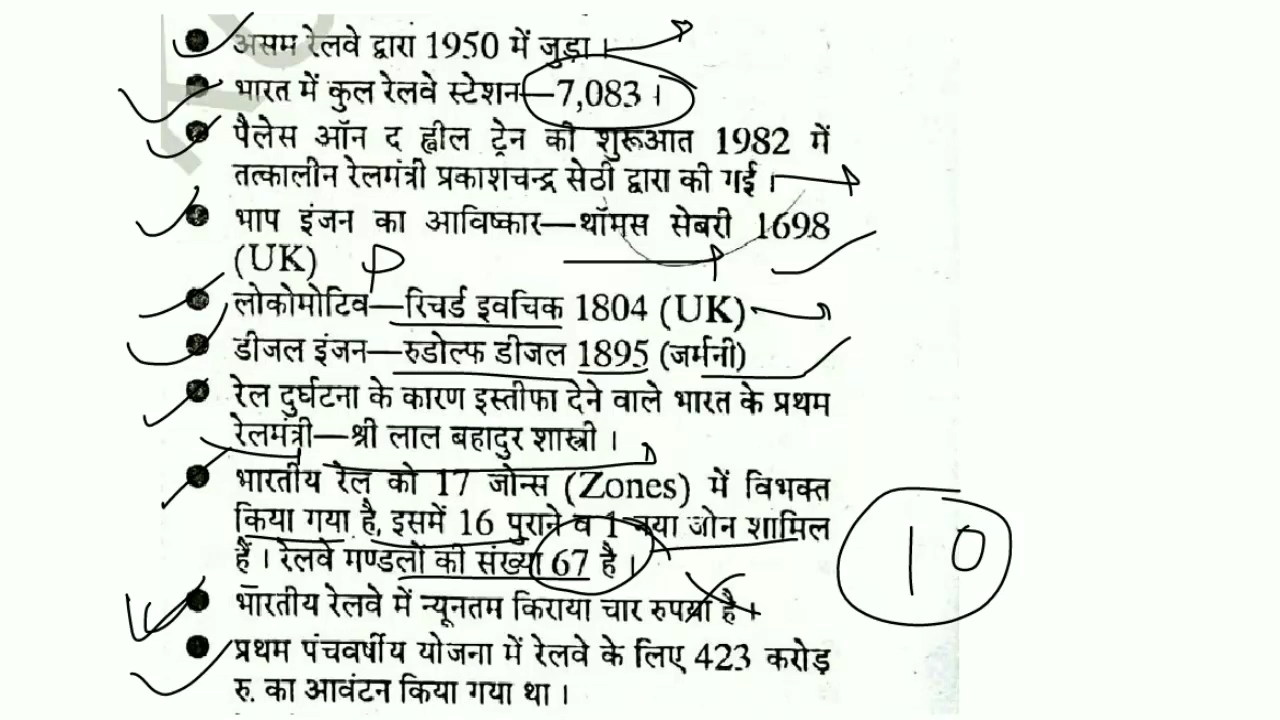 असम रेलवे द्वारा 1950 में जुड़ा।
भारत में कुल रेलवे स्टेशन—7,083।
पैलेस ऑन द ह्वील ट्रेन की शुरूआत 1982 में
तत्कालीन रेलमंत्री प्रकाशचन्द्र सेठी द्वारा की गई।
भाप इंजन का आविष्कार—थॉमस सेबरी 1698
(UK)
लोकोमोटिव—रिचर्ड इवचिक 1804 (UK)
डीजल इंजन—रुडोल्फ डीजल 1895 (जर्मनी)
रेल दुर्घटना के कारण इस्तीफा देने वाले भारत के प्रथम
रेलमंत्री—श्री लाल बहादुर शास्त्री।
भारतीय रेल को 17 जोन्स (Zones) में विभक्त
किया गया है, इसमें 16 पुराने व 1 नया जोन शामिल
हैं। रेलवे मण्डलों की संख्या 67 है।
10
भारतीय रेलवे में न्यूनतम किराया चार रुपया है।
प्रथम पंचवर्षीय योजना में रेलवे के लिए 423 करोड़
रु. का आवंटन किया गया था।